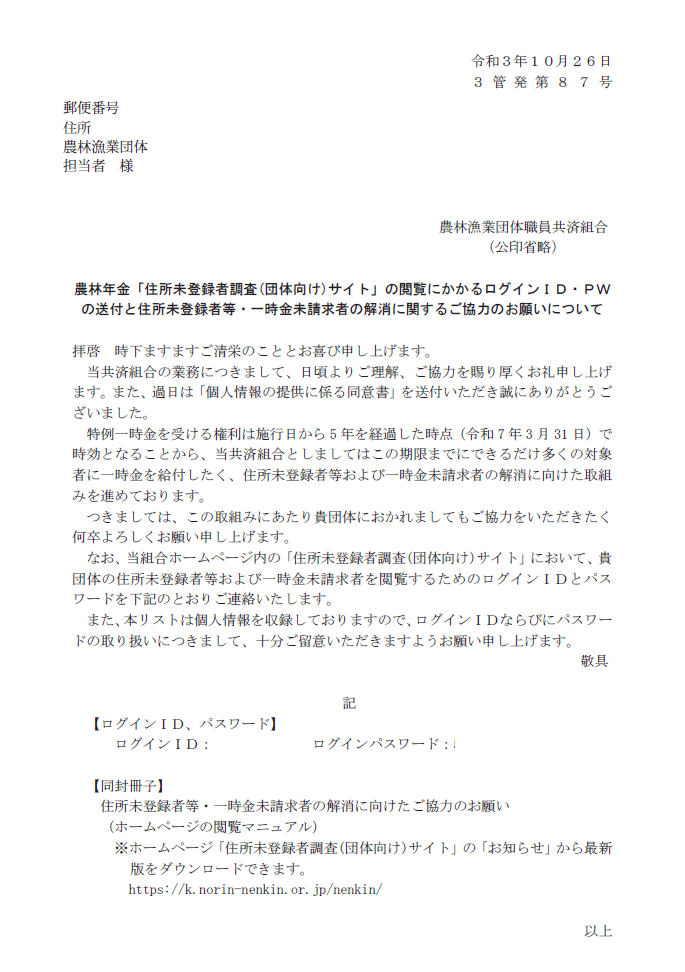 令和３年１０月２６日
３管発第８７号
郵便番号
住所
農林漁業団体
担当者　様
農林漁業団体職員共済組合
（公印省略）
農林年金「住所未登録者調査(団体向け)サイト」の閲覧にかかるログインＩＤ・ＰＷ
の送付と住所未登録者等・一時金未請求者の解消に関するご協力のお願いについて
拝啓　時下ますますご清栄のこととお喜び申し上げます。
　当共済組合の業務につきまして、日頃よりご理解、ご協力を賜り厚くお礼申し上げ
ます。また、過日は「個人情報の提供に係る同意書」を送付いただき誠にありがとうご
ざいました。
　特例一時金を受ける権利は施行日から５年を経過した時点（令和７年３月 31 日）で
時効となることから、当共済組合としましてはこの期限までにできるだけ多くの対象
者に一時金を給付したく、住所未登録者等および一時金未請求者の解消に向けた取組
みを進めております。
　つきましては、この取組みにあたり貴団体におかれましてもご協力をいただきたく
何卒よろしくお願い申し上げます。
　なお、当組合ホームページ内の「住所未登録者調査(団体向け)サイト」において、貴
団体の住所未登録者等および一時金未請求者を閲覧するためのログインＩＤとパス
ワードを下記のとおりご連絡いたします。
　また、本リストは個人情報を収録しておりますので、ログインＩＤならびにパスワー
ドの取り扱いにつきまして、十分ご留意いただきますようお願い申し上げます。
敬具
記
【ログインＩＤ、パスワード】
ログインＩＤ：　　　　　　　ログインパスワード：
【同封冊子】
住所未登録者等・一時金未請求者の解消に向けたご協力のお願い
（ホームページの閲覧マニュアル）
※ホームページ「住所未登録者調査(団体向け)サイト」の「お知らせ」から最新
版をダウンロードできます。
https://k.norin-nenkin.or.jp/nenkin/
以上